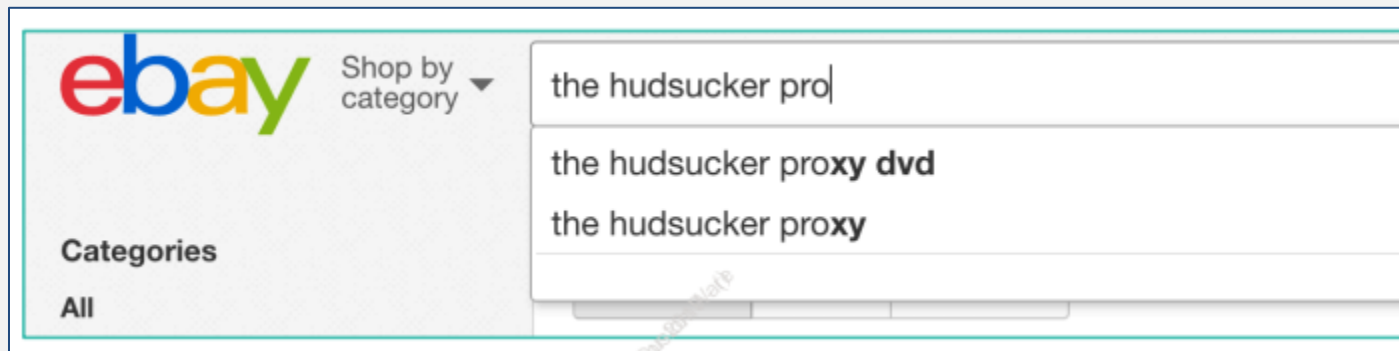 ebay
Shop by
category
the hudsucker pro
the hudsucker proxy dvd
the hudsucker proxy
Categories
All